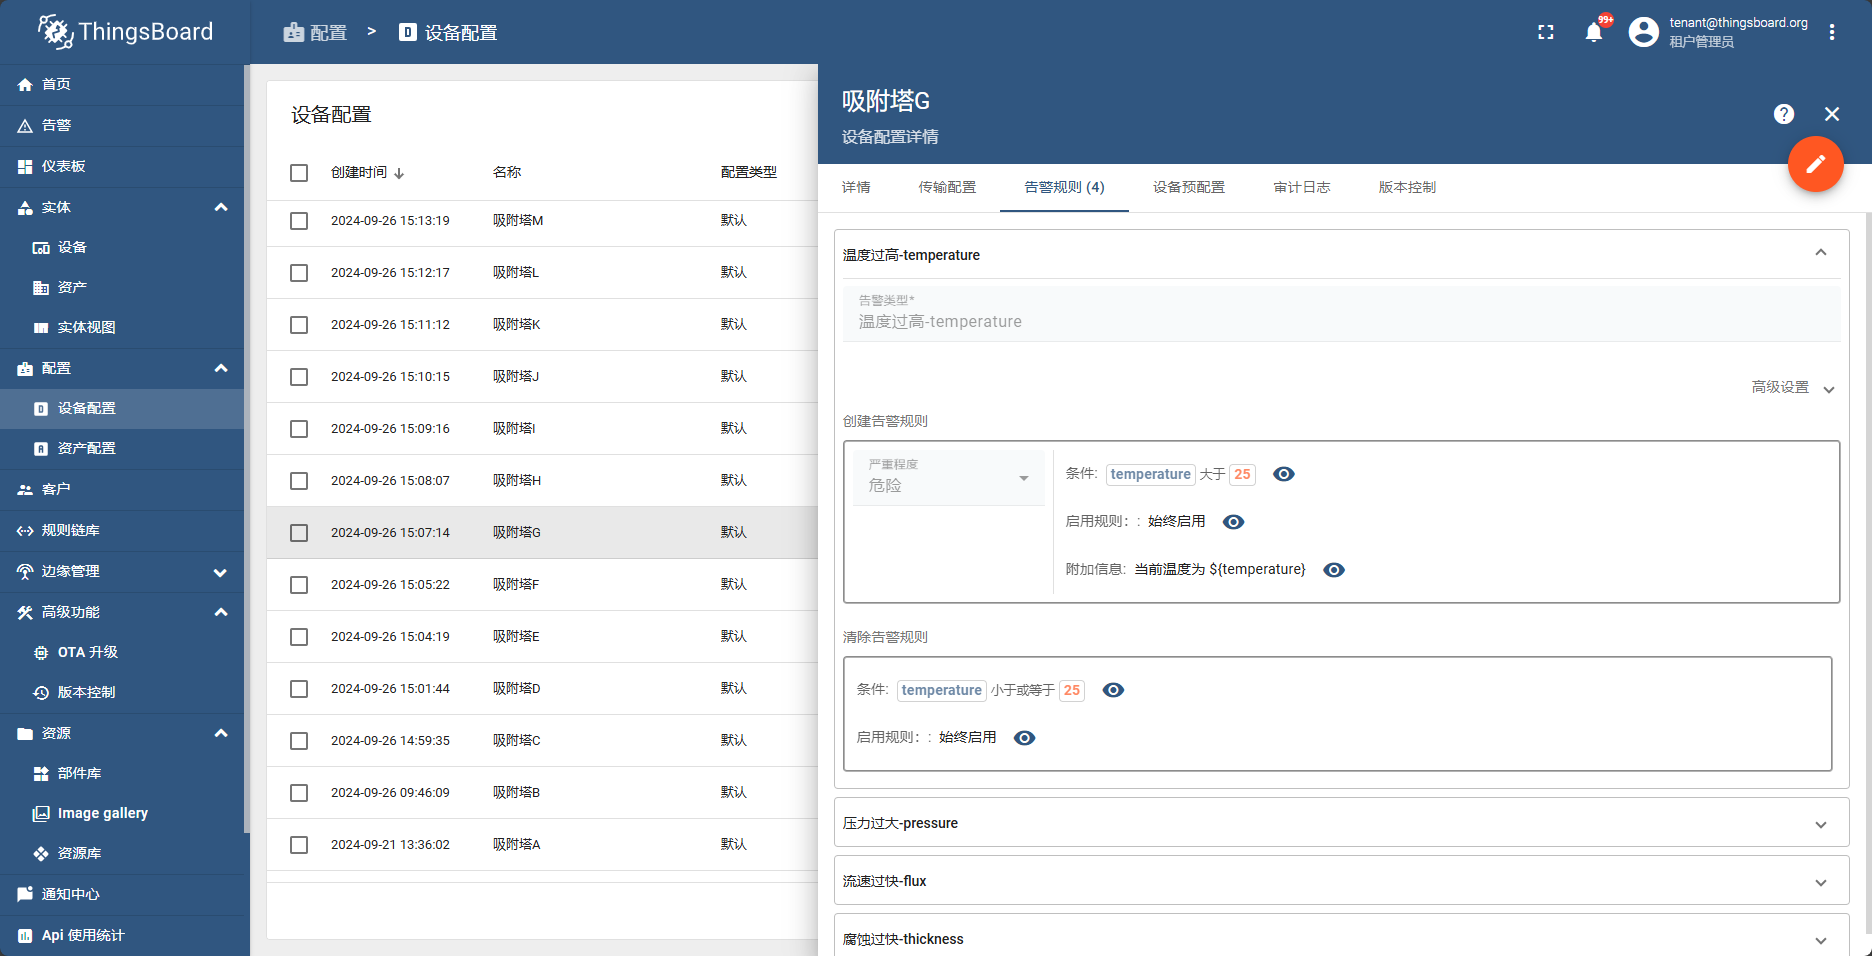 ThingsBoard
配置 > 设备配置
99+
tenant@thingsboard.org
租户管理员
首页
告警
仪表板
实体
设备
资产
实体视图
配置
设备配置
资产配置
客户
规则链库
边缘管理
高级功能
OTA 升级
版本控制
资源
部件库
Image gallery
资源库
通知中心
Api 使用统计
设备配置
创建时间 名称 配置类型
2024-09-26 15:13:19 吸附塔M 默认
2024-09-26 15:12:17 吸附塔L 默认
2024-09-26 15:11:12 吸附塔K 默认
2024-09-26 15:10:15 吸附塔J 默认
2024-09-26 15:09:16 吸附塔I 默认
2024-09-26 15:08:07 吸附塔H 默认
2024-09-26 15:07:14 吸附塔G 默认
2024-09-26 15:05:22 吸附塔F 默认
2024-09-26 15:04:19 吸附塔E 默认
2024-09-26 15:01:44 吸附塔D 默认
2024-09-26 14:59:35 吸附塔C 默认
2024-09-26 09:46:09 吸附塔B 默认
2024-09-21 13:36:02 吸附塔A 默认
吸附塔G
设备配置详情
详情 传输配置 告警规则 (4) 设备预配置 审计日志 版本控制
温度过高-temperature
告警类型*
温度过高-temperature
高级设置
创建告警规则
严重程度
危险
条件: temperature 大于 25
启用规则: : 始终启用
附加信息: 当前温度为 ${temperature}
清除告警规则
条件: temperature 小于或等于 25
启用规则: : 始终启用
压力过大-pressure
流速过快-flux
腐蚀过快-thickness